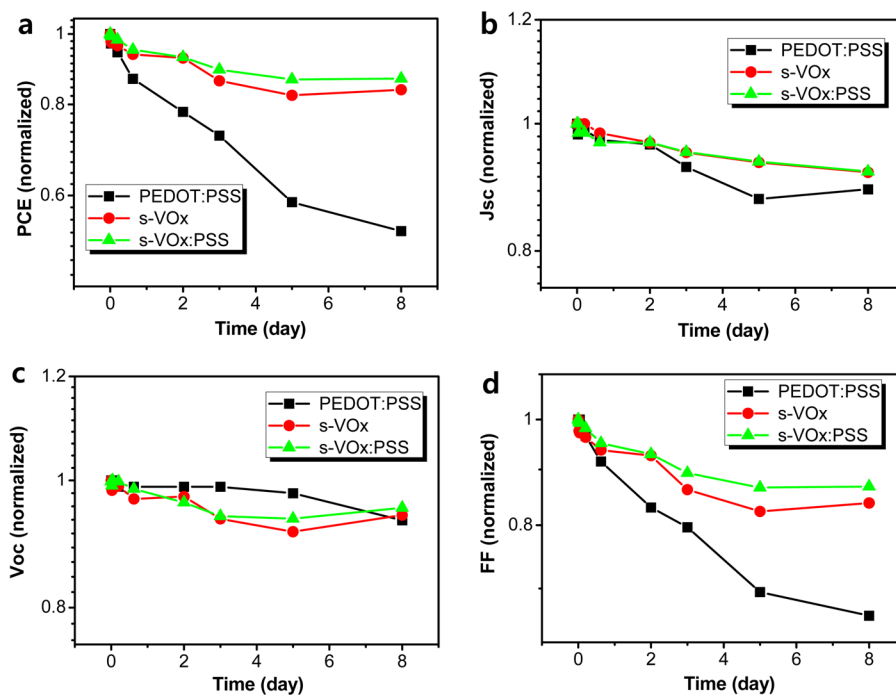 a
PCE (normalized)
1
0.8
0.6
PEDOT:PSS
s-VOx
s-VOx:PSS
0 2 4 6 8
Time (day)
b
Jsc (normalized)
1.2
1
0.8
PEDOT:PSS
s-VOx
s-VOx:PSS
0 2 4 6 8
Time (day)
c
Voc (normalized)
1.2
1
0.8
PEDOT:PSS
s-VOx
s-VOx:PSS
0 2 4 6 8
Time (day)
d
FF (normalized)
1
0.8
PEDOT:PSS
s-VOx
s-VOx:PSS
0 2 4 6 8
Time (day)